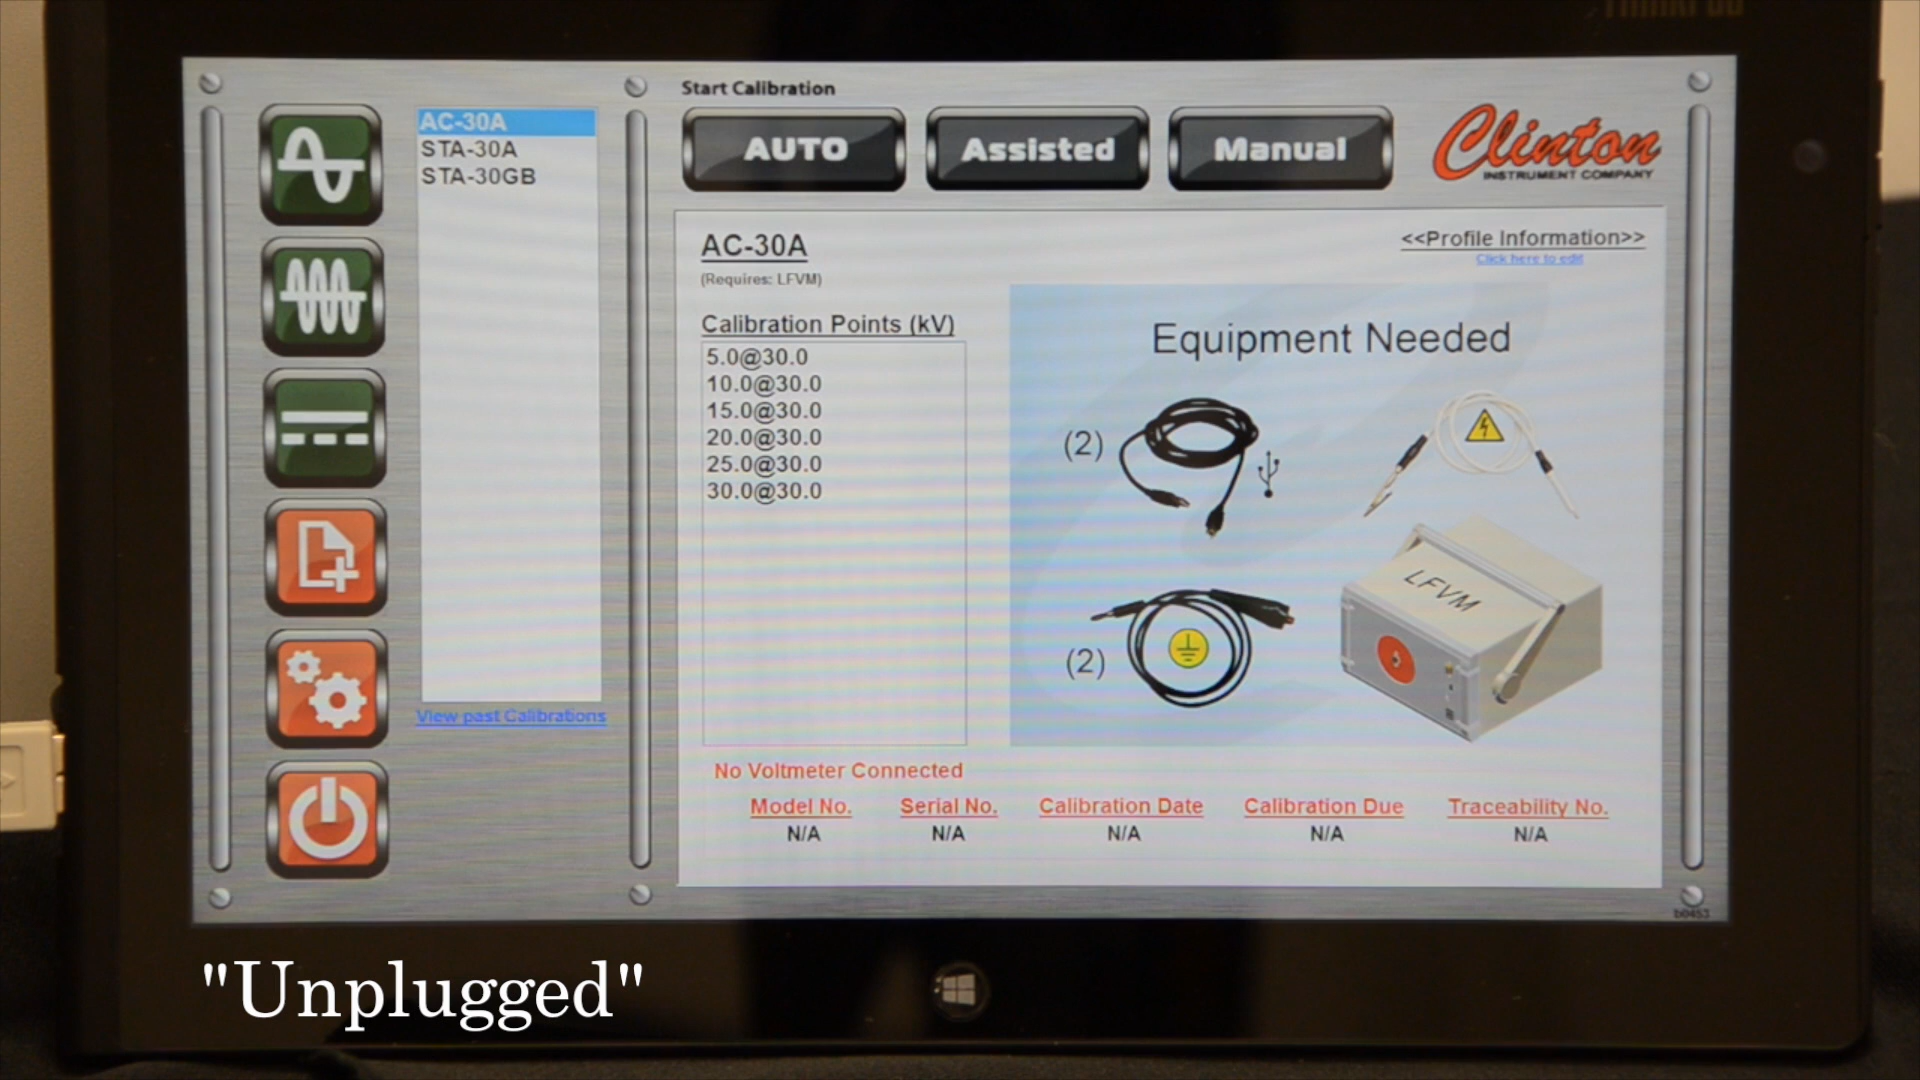 Start Calibration
AC-30A
STA-30A
STA-30GB
AUTO
Assisted
Manual
Clinton
INSTRUMENT COMPANY
AC-30A
(Requires: LFVM)
<<Profile Information>>
Click here to edit
Calibration Points (kV)
5.0@30.0
10.0@30.0
15.0@30.0
20.0@30.0
25.0@30.0
30.0@30.0
Equipment Needed
(2)
(2)
LFVM
View past Calibrations
No Voltmeter Connected
Model No. Serial No. Calibration Date Calibration Due Traceability No.
N/A N/A N/A N/A N/A
b0453
"Unplugged"